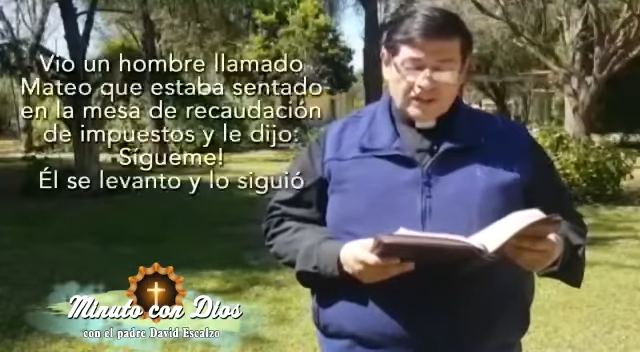 Vio un hombre llamado
Mateo que estaba sentado
en la mesa de recaudación
de impuestos y le dijo:
Sígueme!
Él se levanto y lo siguió
Minuto con Dios
con el padre David Escalzo